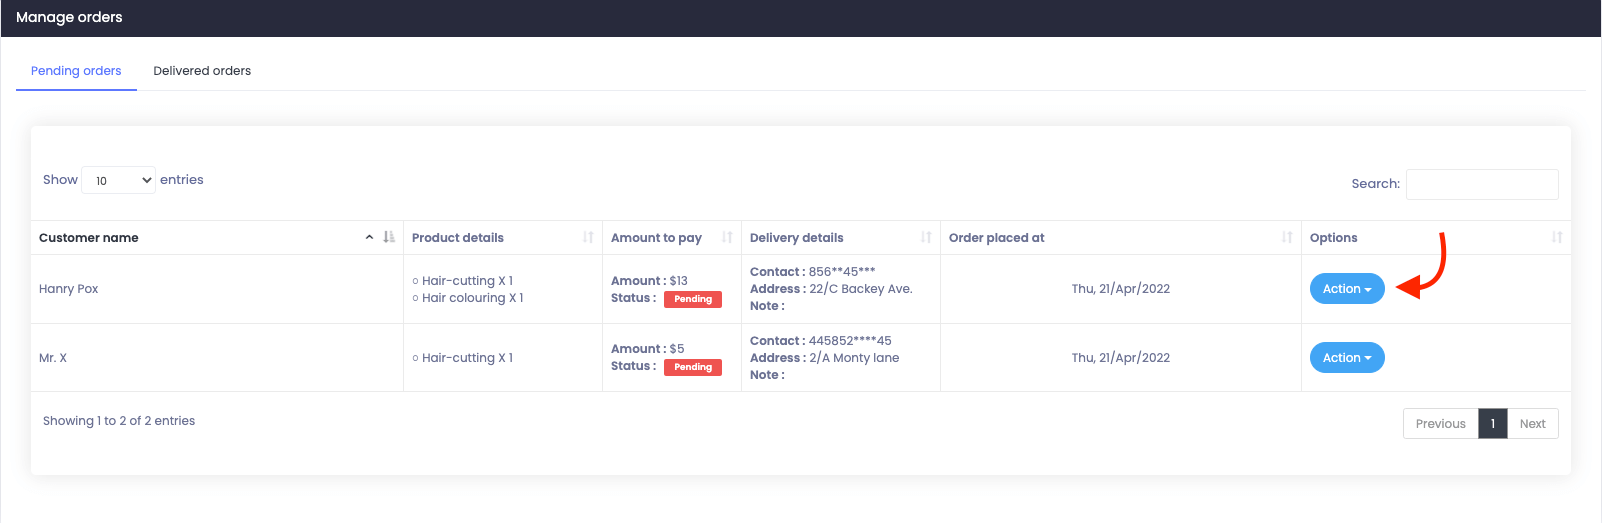 Manage orders
Pending orders Delivered orders
Show 10 entries Search:
Customer name Product details Amount to pay Delivery details Order placed at Options
Hanry Pox
○ Hair-cutting X 1
○ Hair colouring X 1
Amount : $13
Status : Pending
Contact : 856**45***
Address : 22/C Backey Ave.
Note :
Thu, 21/Apr/2022
Action
Mr. X
○ Hair-cutting X 1
Amount : $5
Status : Pending
Contact : 445852****45
Address : 2/A Monty lane
Note :
Thu, 21/Apr/2022
Action
Showing 1 to 2 of 2 entries Previous 1 Next